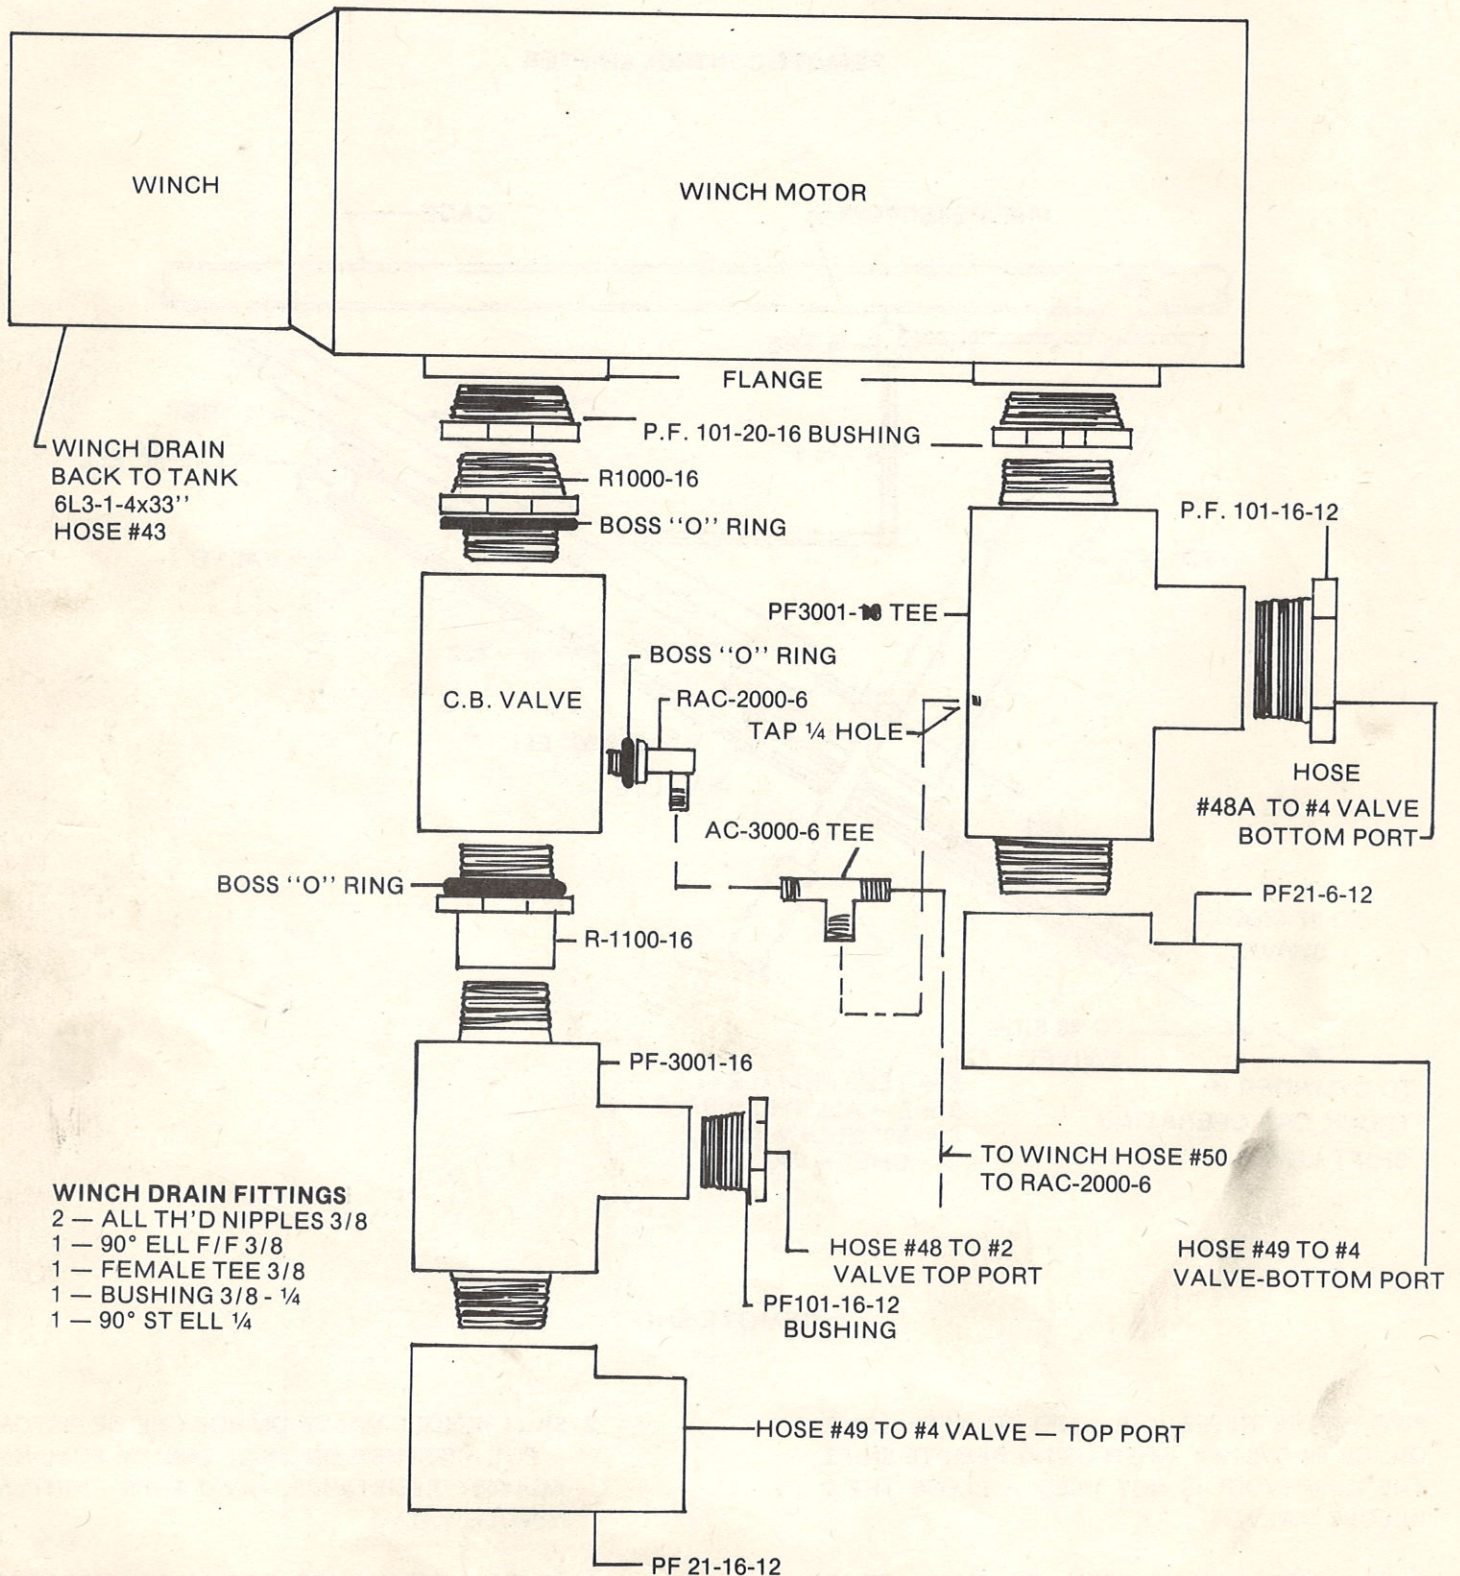 WINCH
WINCH MOTOR
FLANGE
P.F. 101-20-16 BUSHING
WINCH DRAIN
BACK TO TANK
6L3-1-4x33''
HOSE #43
R1000-16
BOSS ''O'' RING
P.F. 101-16-12
PF3001- TEE
BOSS ''O'' RING
RAC-2000-6
C.B. VALVE
TAP ¼ HOLE
HOSE
#48A TO #4 VALVE
BOTTOM PORT
AC-3000-6 TEE
BOSS ''O'' RING
PF21-6-12
R-1100-16
PF-3001-16
TO WINCH HOSE #50
TO RAC-2000-6
WINCH DRAIN FITTINGS
2 — ALL TH'D NIPPLES 3/8
1 — 90° ELL F/F 3/8
1 — FEMALE TEE 3/8
1 — BUSHING 3/8 - ¼
1 — 90° ST ELL ¼
HOSE #48 TO #2
VALVE TOP PORT
HOSE #49 TO #4
VALVE-BOTTOM PORT
PF101-16-12
BUSHING
HOSE #49 TO #4 VALVE — TOP PORT
PF 21-16-12